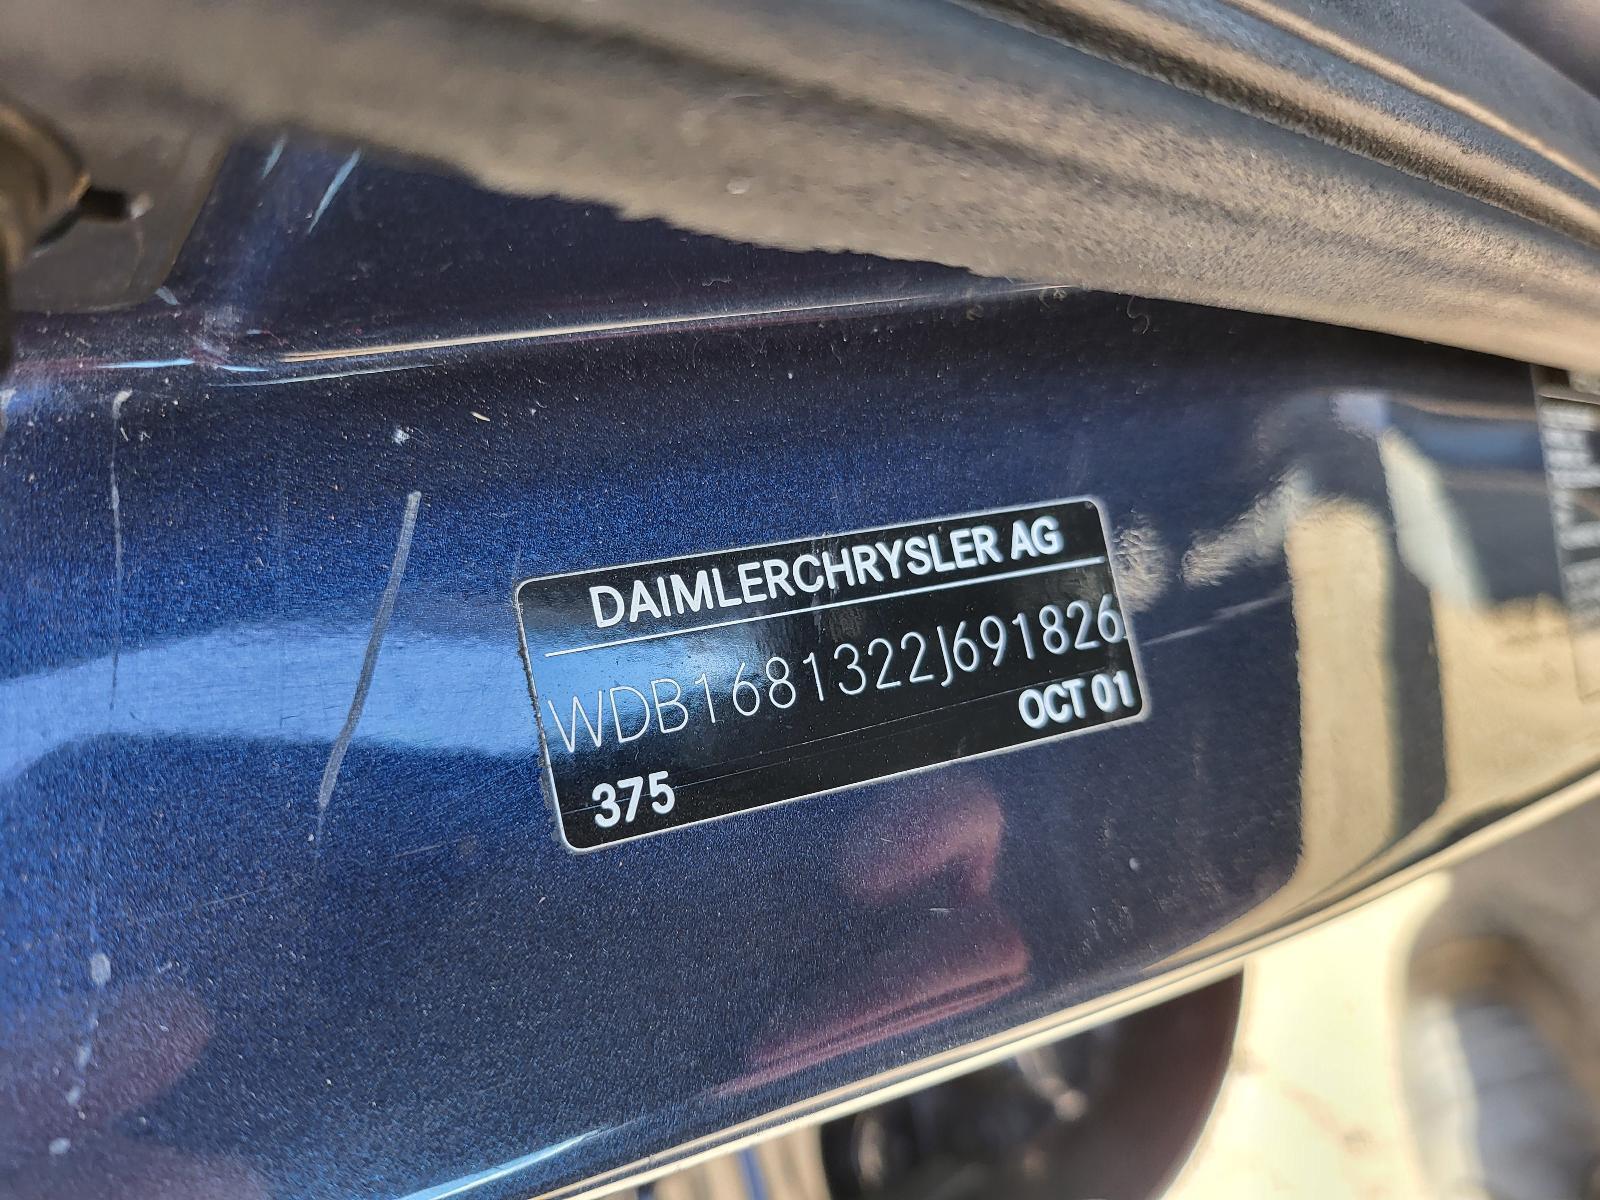 DAIMLERCHRYSLER AG
WDB1681322J691826
OCT 01
375